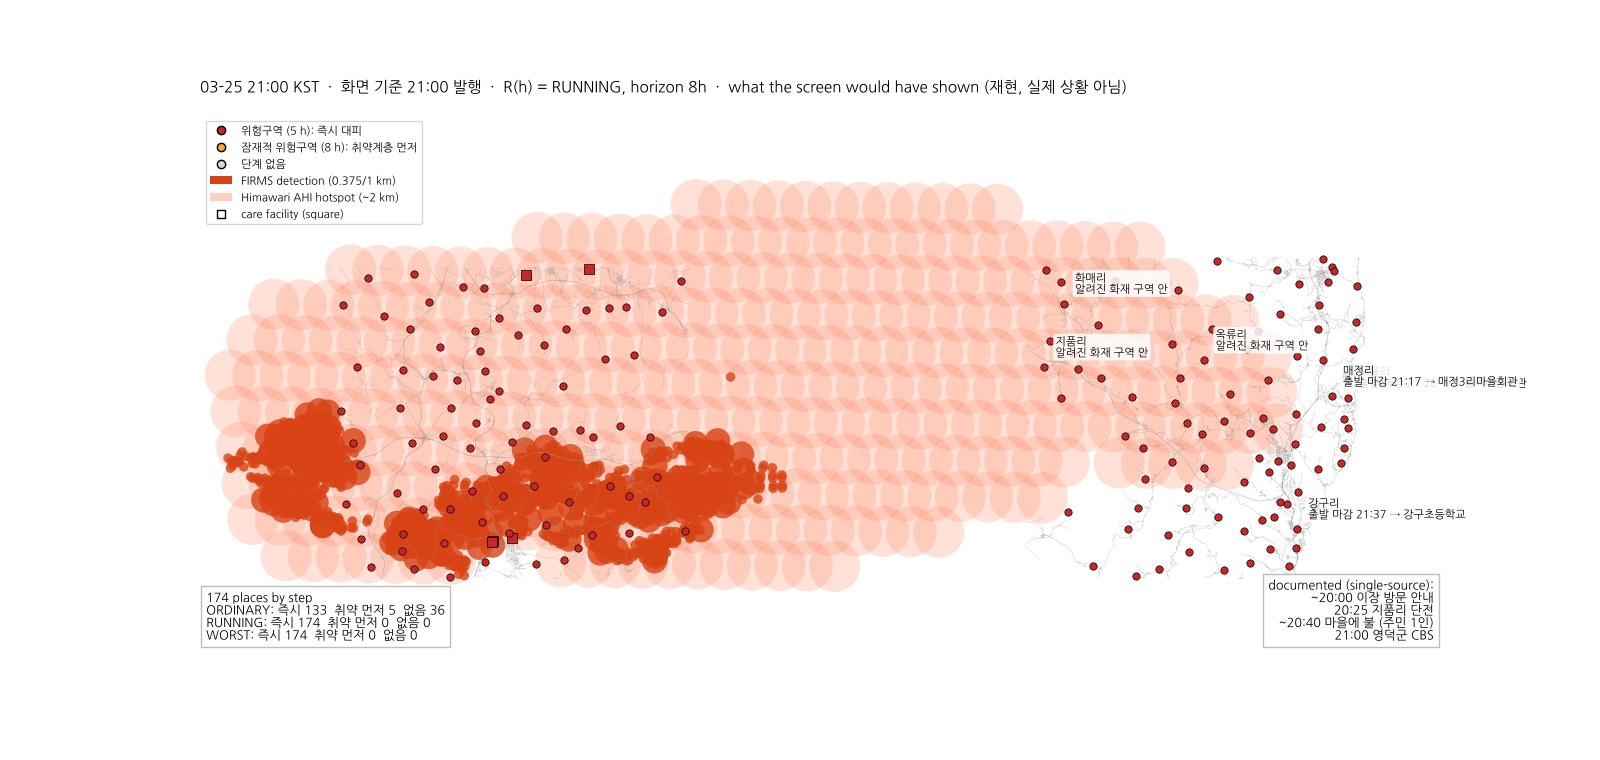 03-25 21:00 KST · 화면 기준 21:00 발행 · R(h) = RUNNING, horizon 8h · what the screen would have shown (재현, 실제 상황 아님)
위험구역 (5 h): 즉시 대피
잠재적 위험구역 (8 h): 취약계층 먼저
단계 없음
FIRMS detection (0.375/1 km)
Himawari AHI hotspot (~2 km)
care facility (square)
화매리
알려진 화재 구역 안
지품리
알려진 화재 구역 안
옥류리
알려진 화재 구역 안
매정리
출발 마감 21:17 → 매정3리마을회관
강구리
출발 마감 21:37 → 강구초등학교
174 places by step
ORDINARY: 즉시 133 취약 먼저 5 없음 36
RUNNING: 즉시 174 취약 먼저 0 없음 0
WORST: 즉시 174 취약 먼저 0 없음 0
documented (single-source):
~20:00 이장 방문 안내
20:25 지품리 단전
~20:40 마을에 불 (주민 1인)
21:00 영덕군 CBS